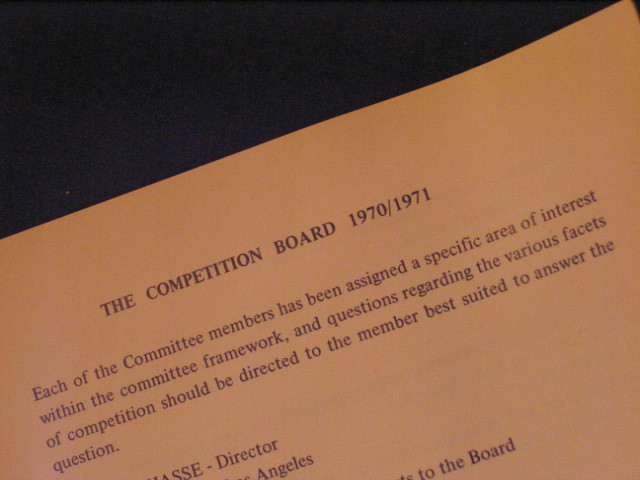 THE COMPETITION BOARD 1970/1971
Each of the Committee members has been assigned a specific area of interest
within the committee framework, and questions regarding the various facets
of competition should be directed to the member best suited to answer the
question.
- Director
Angeles
to the Board